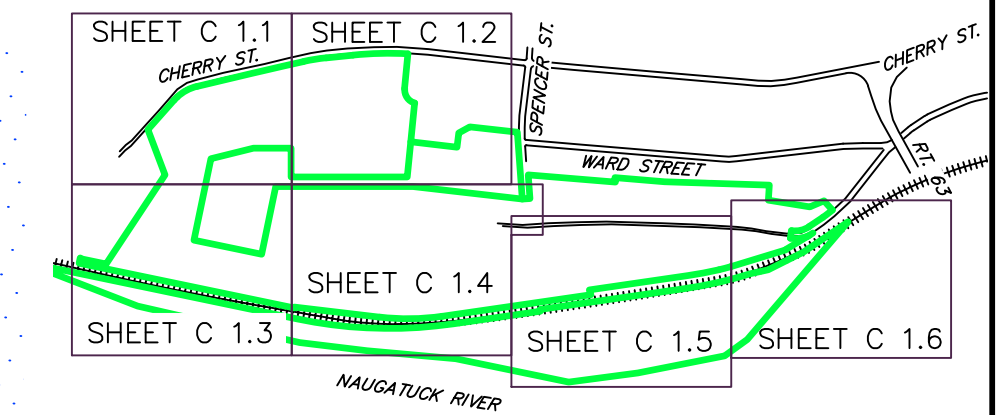 SHEET C 1.1
SHEET C 1.2
SPENCER ST.
CHERRY ST.
CHERRY ST.
WARD STREET
RT. 63
SHEET C 1.4
SHEET C 1.3
SHEET C 1.5
SHEET C 1.6
NAUGATUCK RIVER